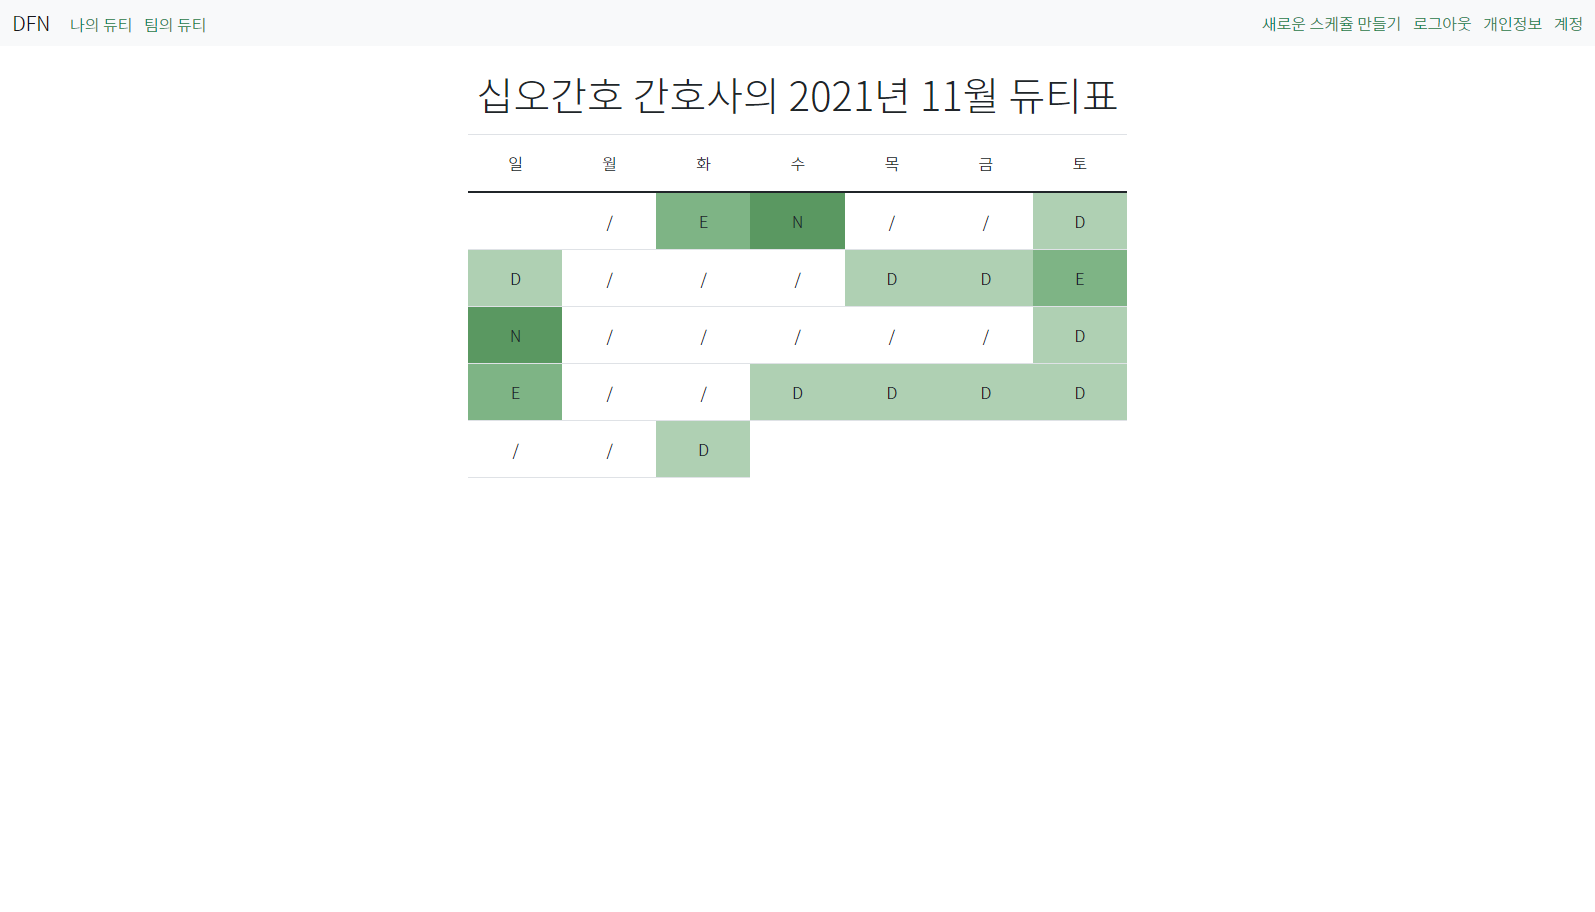 DFN 나의 듀티 팀의 듀티 새로운 스케쥴 만들기 로그아웃 개인정보 계정
십오간호 간호사의 2021년 11월 듀티표
일 월 화 수 목 금 토
/ E N / / D
D / / / D D E
N / / / / / D
E / / D D D D
/ / D